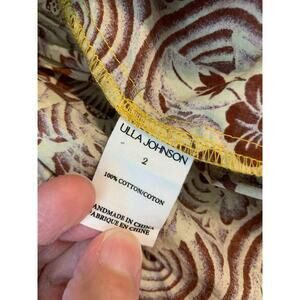 ULLA JOHNSON
2
100% COTTON/COTON
HANDMADE IN CHINA
FABRIQUE EN CHINE